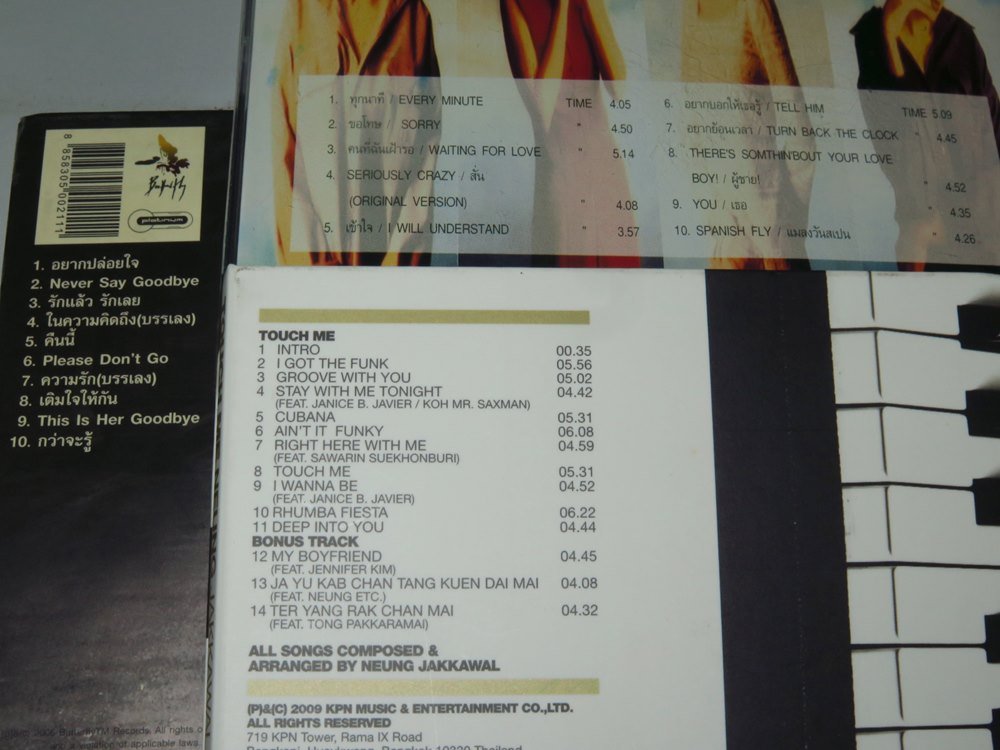 1. ทุกนาที / EVERY MINUTE TIME 4.05
2. ขอโทษ / SORRY " 4.50
3. คนที่ฉันเฝ้ารอ / WAITING FOR LOVE " 5.14
4. SERIOUSLY CRAZY / สั่น
(ORIGINAL VERSION) " 4.08
5. เข้าใจ / I WILL UNDERSTAND " 3.57
6. อยากบอกให้เธอรู้ / TELL HIM TIME 5.09
7. อยากย้อนเวลา / TURN BACK THE CLOCK " 4.45
8. THERE'S SOMTHIN'BOUT YOUR LOVE
BOY! / ผู้ชาย! " 4.52
9. YOU / เธอ " 4.35
10. SPANISH FLY / แมลงวันสเปน " 4.26
8 858305 002111
Butterfly
platinum
1. อยากปล่อยใจ
2. Never Say Goodbye
3. รักแล้ว รักเลย
4. ในความคิดถึง(บรรเลง)
5. คืนนี้
6. Please Don't Go
7. ความรัก(บรรเลง)
8. เติมใจให้กัน
9. This Is Her Goodbye
10. กว่าจะรู้
TOUCH ME
1 INTRO 00.35
2 I GOT THE FUNK 05.56
3 GROOVE WITH YOU 05.02
4 STAY WITH ME TONIGHT 04.42
(FEAT. JANICE B. JAVIER / KOH MR. SAXMAN)
5 CUBANA 05.31
6 AIN'T IT FUNKY 06.08
7 RIGHT HERE WITH ME 04.59
(FEAT. SAWARIN SUEKHONBURI)
8 TOUCH ME 05.31
9 I WANNA BE 04.52
(FEAT. JANICE B. JAVIER)
10 RHUMBA FIESTA 06.22
11 DEEP INTO YOU 04.44
BONUS TRACK
12 MY BOYFRIEND 04.45
(FEAT. JENNIFER KIM)
13 JA YU KAB CHAN TANG KUEN DAI MAI 04.08
(FEAT. NEUNG ETC.)
14 TER YANG RAK CHAN MAI 04.32
(FEAT. TONG PAKKARAMAI)
ALL SONGS COMPOSED &
ARRANGED BY NEUNG JAKKAWAL
(P)&(C) 2009 KPN MUSIC & ENTERTAINMENT CO.,LTD.
ALL RIGHTS RESERVED
719 KPN Tower, Rama IX Road
Bangkapi, Huaykwang, Bangkok 10320 Thailand
Records. All rights
a violation of applicable laws